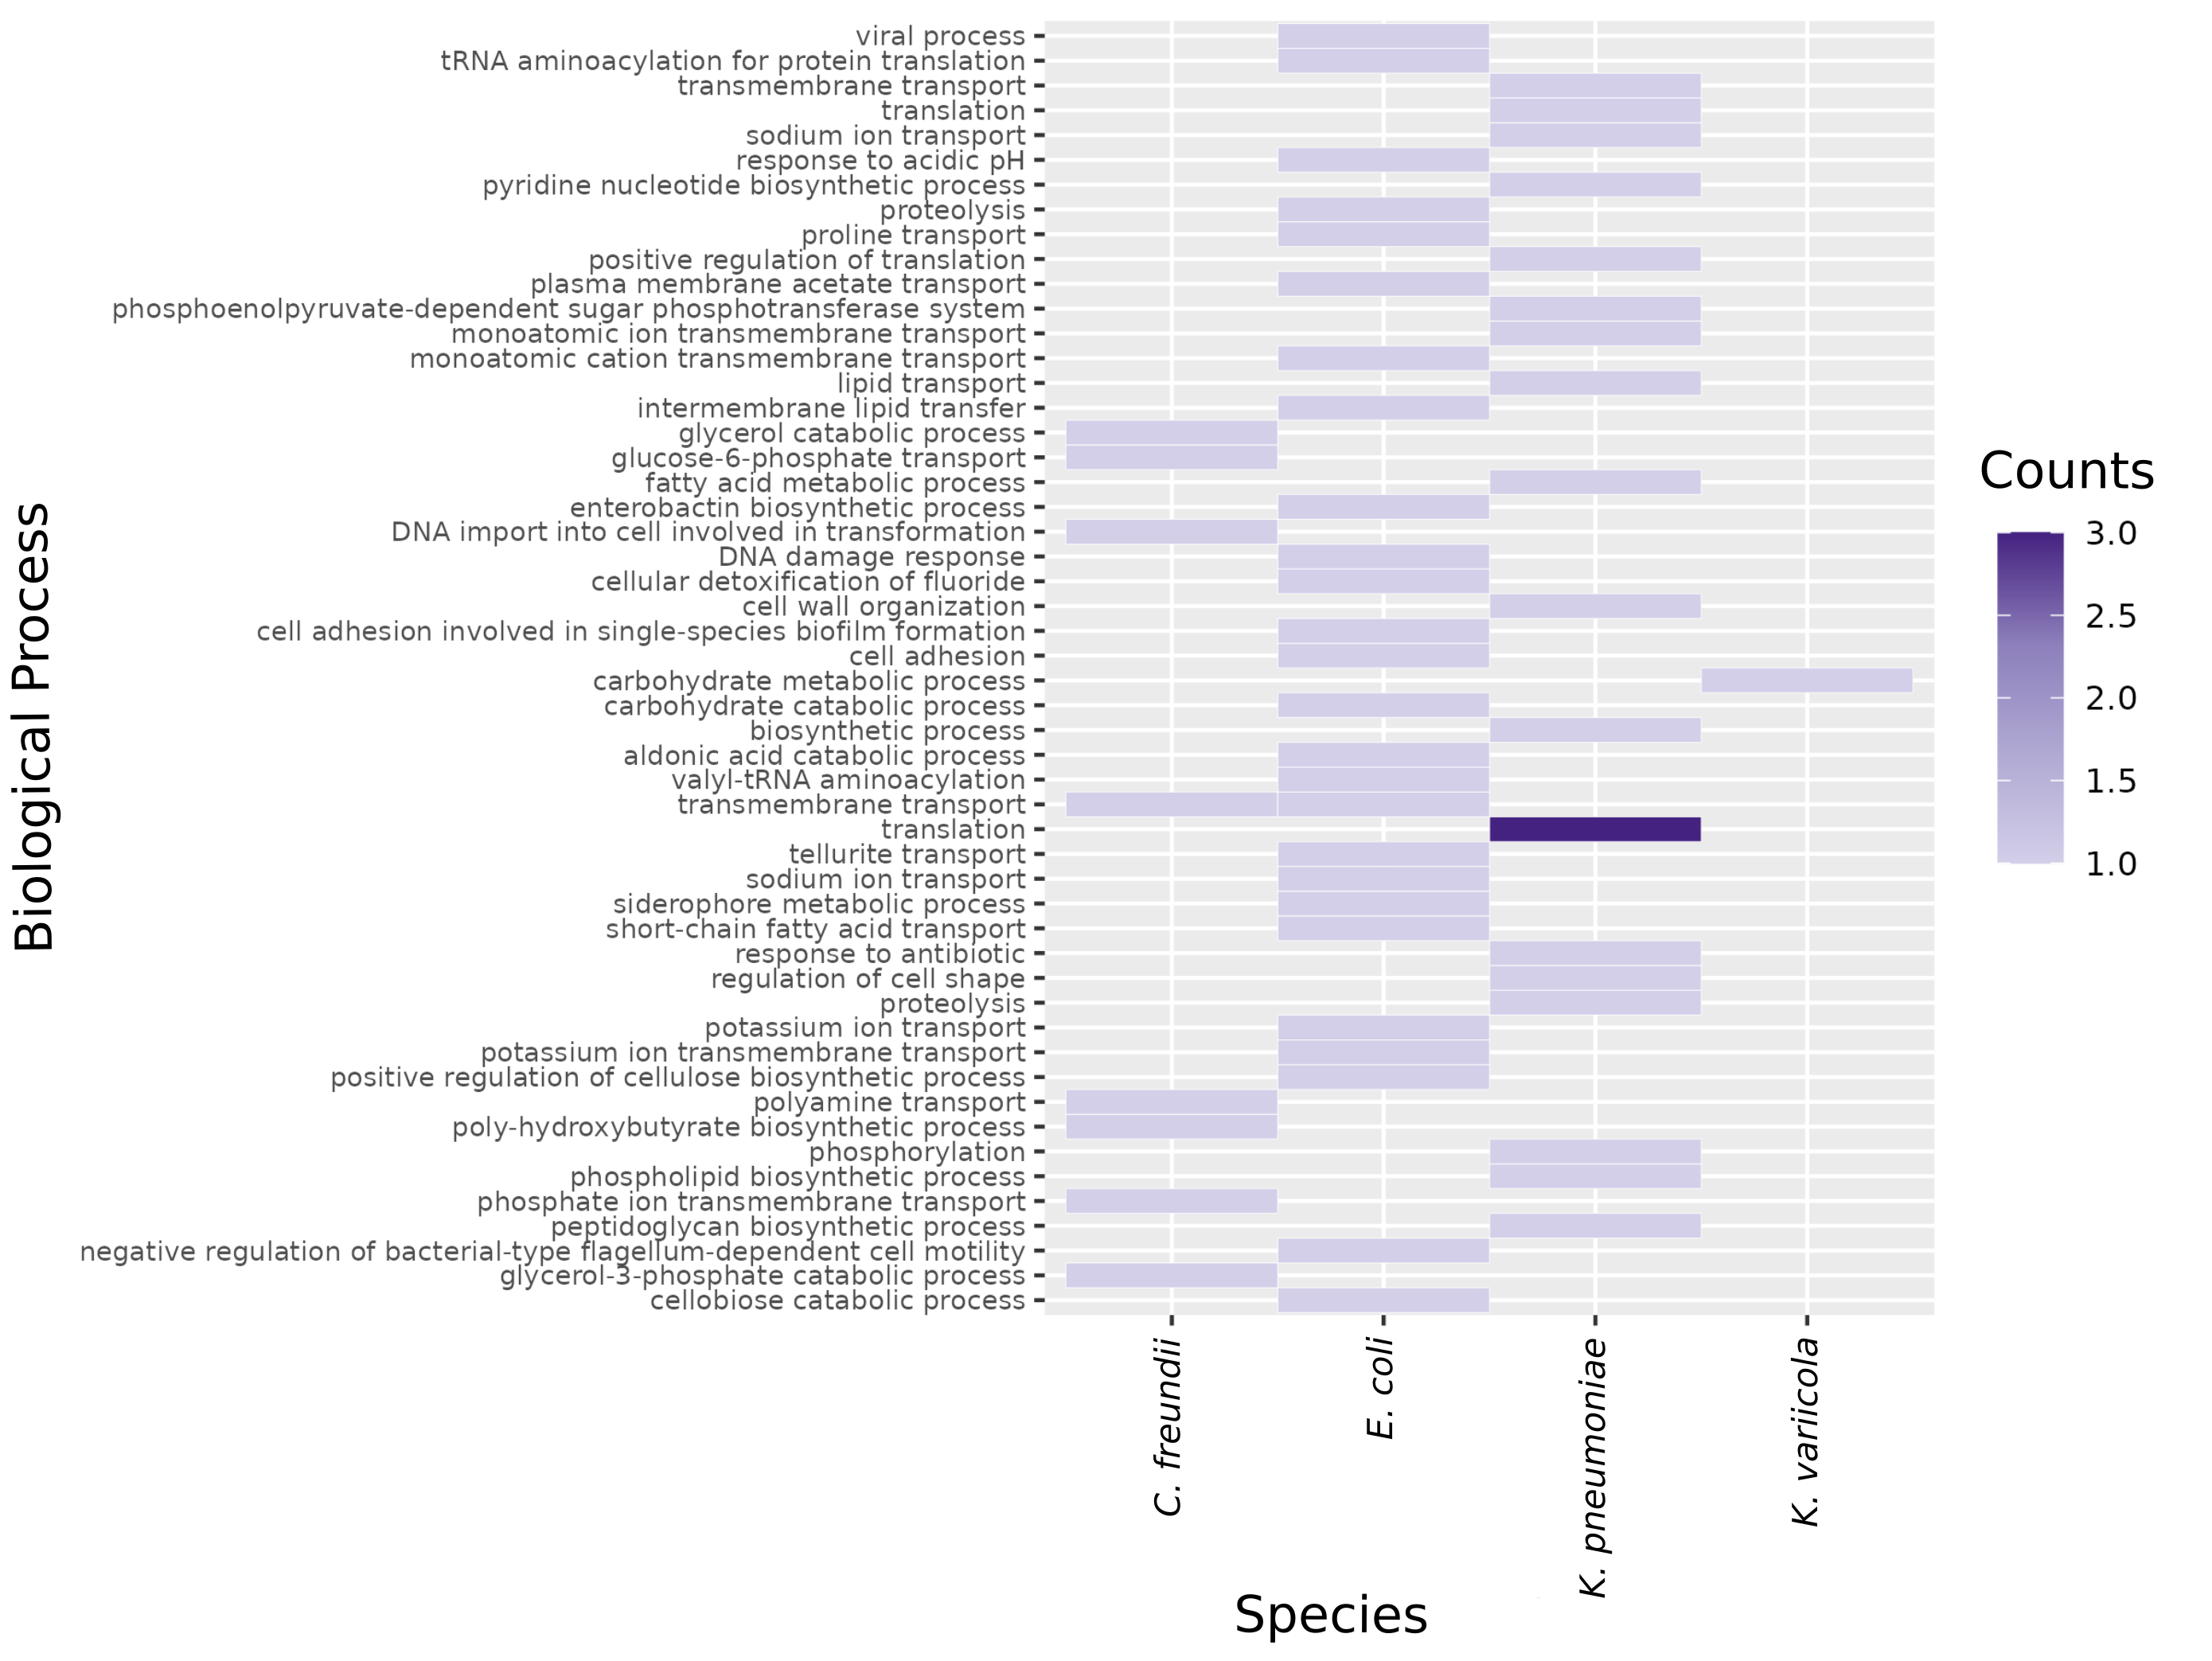 viral process
tRNA aminoacylation for protein translation
transmembrane transport
translation
sodium ion transport
response to acidic pH
pyridine nucleotide biosynthetic process
proteolysis
proline transport
positive regulation of translation
plasma membrane acetate transport
phosphoenolpyruvate-dependent sugar phosphotransferase system
monoatomic ion transmembrane transport
monoatomic cation transmembrane transport
lipid transport
intermembrane lipid transfer
glycerol catabolic process
glucose-6-phosphate transport
fatty acid metabolic process
enterobactin biosynthetic process
DNA import into cell involved in transformation
DNA damage response
cellular detoxification of fluoride
cell wall organization
cell adhesion involved in single-species biofilm formation
cell adhesion
carbohydrate metabolic process
carbohydrate catabolic process
biosynthetic process
aldonic acid catabolic process
valyl-tRNA aminoacylation
transmembrane transport
translation
tellurite transport
sodium ion transport
siderophore metabolic process
short-chain fatty acid transport
response to antibiotic
regulation of cell shape
proteolysis
potassium ion transport
potassium ion transmembrane transport
positive regulation of cellulose biosynthetic process
polyamine transport
poly-hydroxybutyrate biosynthetic process
phosphorylation
phospholipid biosynthetic process
phosphate ion transmembrane transport
peptidoglycan biosynthetic process
negative regulation of bacterial-type flagellum-dependent cell motility
glycerol-3-phosphate catabolic process
cellobiose catabolic process
Biological Process
C. freundii
E. coli
K. pneumoniae
K. variicola
Species
Counts
3.0
2.5
2.0
1.5
1.0